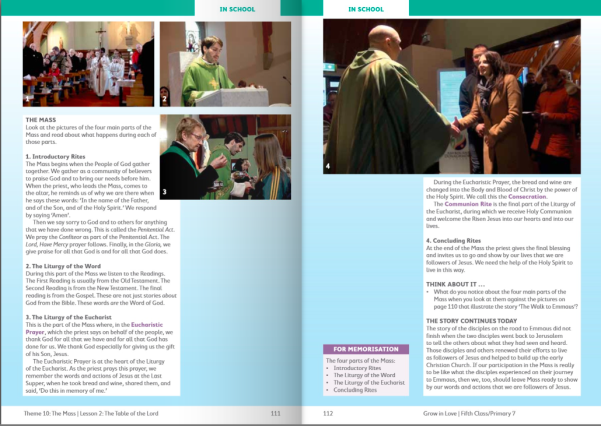 IN SCHOOL
1
2
3
THE MASS
Look at the pictures of the four main parts of the
Mass and read about what happens during each of
those parts.
1. Introductory Rites
The Mass begins when the People of God gather
together. We gather as a community of believers
to praise God and to bring our needs before him.
When the priest, who leads the Mass, comes to
the altar, he reminds us of why we are there when
he says these words: 'In the name of the Father,
and of the Son, and of the Holy Spirit.' We respond
by saying 'Amen'.
Then we say sorry to God and to others for anything
that we have done wrong. This is called the Penitential Act.
We pray the Confiteor as part of the Penitential Act. The
Lord, Have Mercy prayer follows. Finally, in the Gloria, we
give praise for all that God is and for all that God does.
2. The Liturgy of the Word
During this part of the Mass we listen to the Readings.
The First Reading is usually from the Old Testament. The
Second Reading is from the New Testament. The final
reading is from the Gospel. These are not just stories about
God from the Bible. These words are the Word of God.
3. The Liturgy of the Eucharist
This is the part of the Mass where, in the Eucharistic
Prayer, which the priest says on behalf of the people, we
thank God for all that we have and for all that God has
done for us. We thank God especially for giving us the gift
of his Son, Jesus.
The Eucharistic Prayer is at the heart of the Liturgy
of the Eucharist. As the priest prays this prayer, we
remember the words and actions of Jesus at the Last
Supper, when he took bread and wine, shared them, and
said, 'Do this in memory of me.'
Theme 10: The Mass | Lesson 2: The Table of the Lord
111
IN SCHOOL
4
During the Eucharistic Prayer, the bread and wine are
changed into the Body and Blood of Christ by the power of
the Holy Spirit. We call this the Consecration.
The Communion Rite is the final part of the Liturgy of
the Eucharist, during which we receive Holy Communion
and welcome the Risen Jesus into our hearts and into our
lives.
4. Concluding Rites
At the end of the Mass the priest gives the final blessing
and invites us to go and show by our lives that we are
followers of Jesus. We need the help of the Holy Spirit to
live in this way.
THINK ABOUT IT ...
• What do you notice about the four main parts of the
Mass when you look at them against the pictures on
page 110 that illustrate the story 'The Walk to Emmaus'?
THE STORY CONTINUES TODAY
The story of the disciples on the road to Emmaus did not
finish when the two disciples went back to Jerusalem
to tell the others about what they had seen and heard.
Those disciples and others renewed their efforts to live
as followers of Jesus and helped to build up the early
Christian Church. If our participation in the Mass is really
to be like what the disciples experienced on their journey
to Emmaus, then we, too, should leave Mass ready to show
by our words and actions that we are followers of Jesus.
FOR MEMORISATION
The four parts of the Mass:
• Introductory Rites
• The Liturgy of the Word
• The Liturgy of the Eucharist
• Concluding Rites
112
Grow in Love | Fifth Class/Primary 7